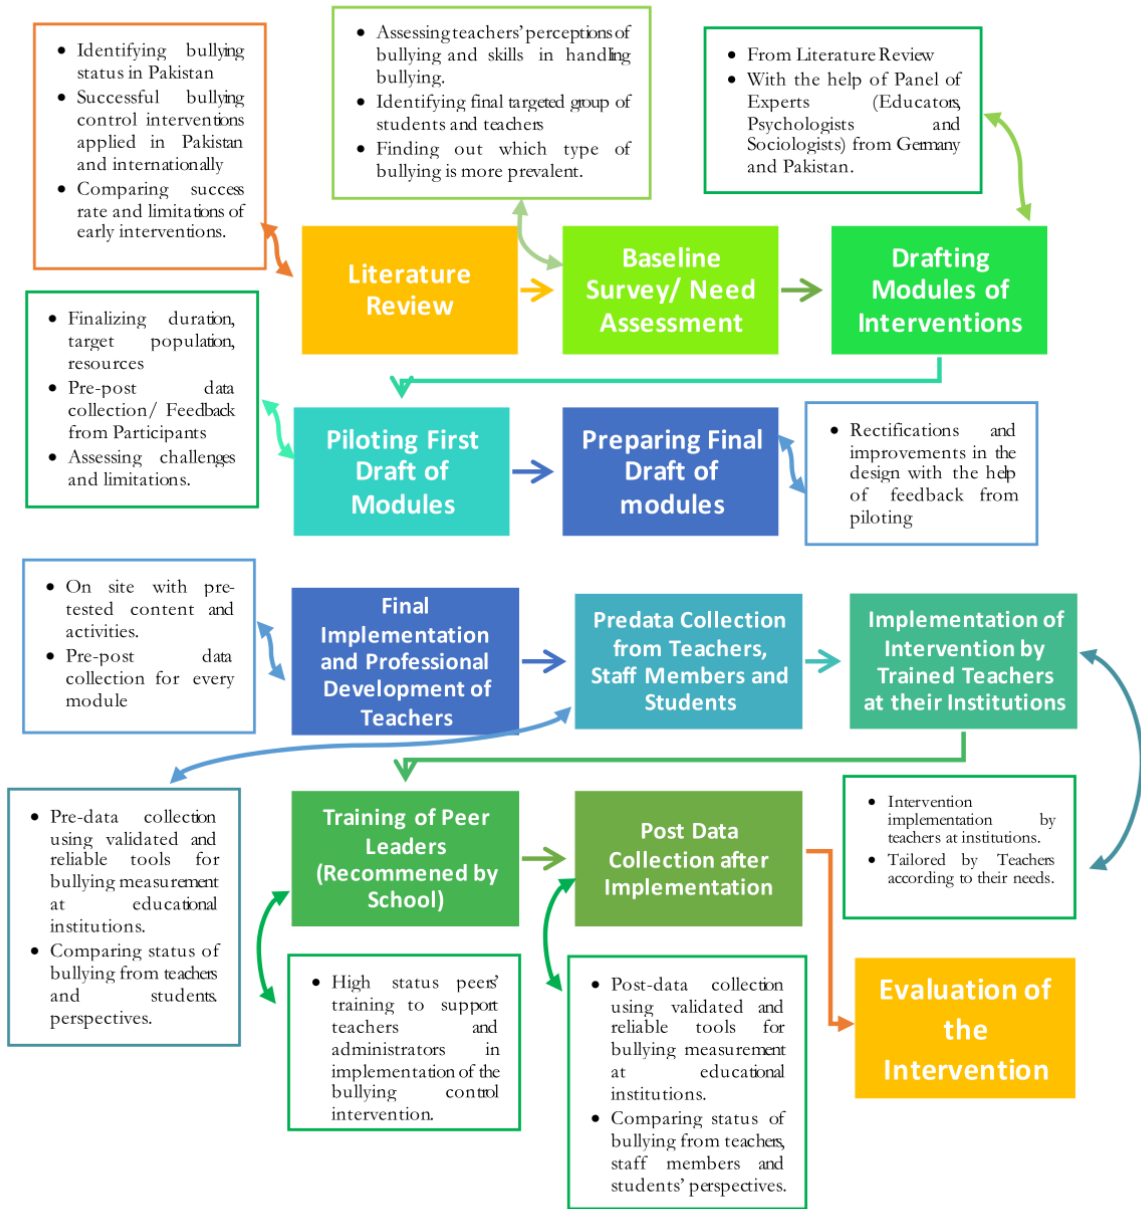 • Identifying bullying
status in Pakistan
• Successful bullying
control interventions
applied in Pakistan
and internationally
• Comparing success
rate and limitations of
early interventions.
• Assessing teachers’ perceptions of
bullying and skills in handling
bullying.
• Identifying final targeted group of
students and teachers
• Finding out which type of
bullying is more prevalent.
• From Literature Review
• With the help of Panel of
Experts (Educators,
Psychologists and
Sociologists) from Germany
and Pakistan.
Literature
Review
Baseline
Survey/ Need
Assessment
Drafting
Modules of
Interventions
• Finalizing duration,
target population,
resources
• Pre-post data
collection/ Feedback
from Participants
• Assessing challenges
and limitations.
Piloting First
Draft of
Modules
Preparing Final
Draft of
modules
• Rectifications and
improvements in the
design with the help
of feedback from
piloting
• On site with pre-
tested content and
activities.
• Pre-post data
collection for every
module
Final
Implementation
and Professional
Development of
Teachers
Predata Collection
from Teachers,
Staff Members and
Students
Implementation of
Intervention by
Trained Teachers
at their Institutions
• Pre-data collection
using validated and
reliable tools for
bullying measurement
at educational
institutions.
• Comparing status of
bullying from teachers
and students.
perspectives.
Training of Peer
Leaders
(Recommened by
School)
Post Data
Collection after
Implementation
• Intervention
implementation by
teachers at institutions.
• Tailored by Teachers
according to their needs.
• High status peers’
training to support
teachers and
administrators in
implementation of the
bullying control
intervention.
• Post-data collection
using validated and
reliable tools for
bullying measurement
at educational
institutions.
• Comparing status of
bullying from teachers,
staff members and
students’ perspectives.
Evaluation of
the
Intervention